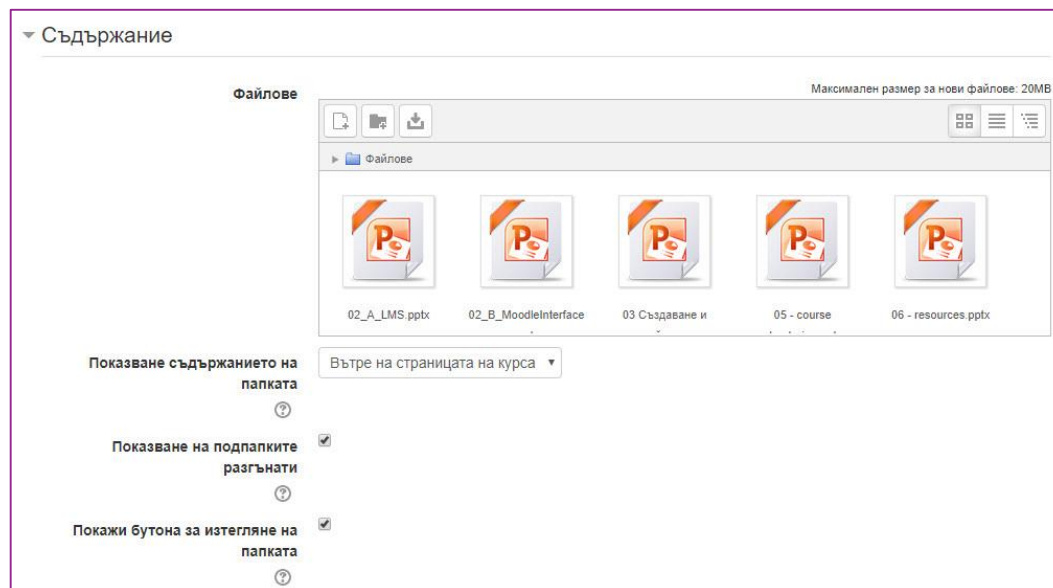 Съдържание
Файлове
Максимален размер за нови файлове: 20MB
Файлове
02_A_LMS.pptx
02_B_MoodleInterface
03 Създаване и
05 - course
06 - resources.pptx
Показване съдържанието на
папката
Вътре на страницата на курса
Показване на подпапките
разгънати
Покажи бутона за изтегляне на
папката